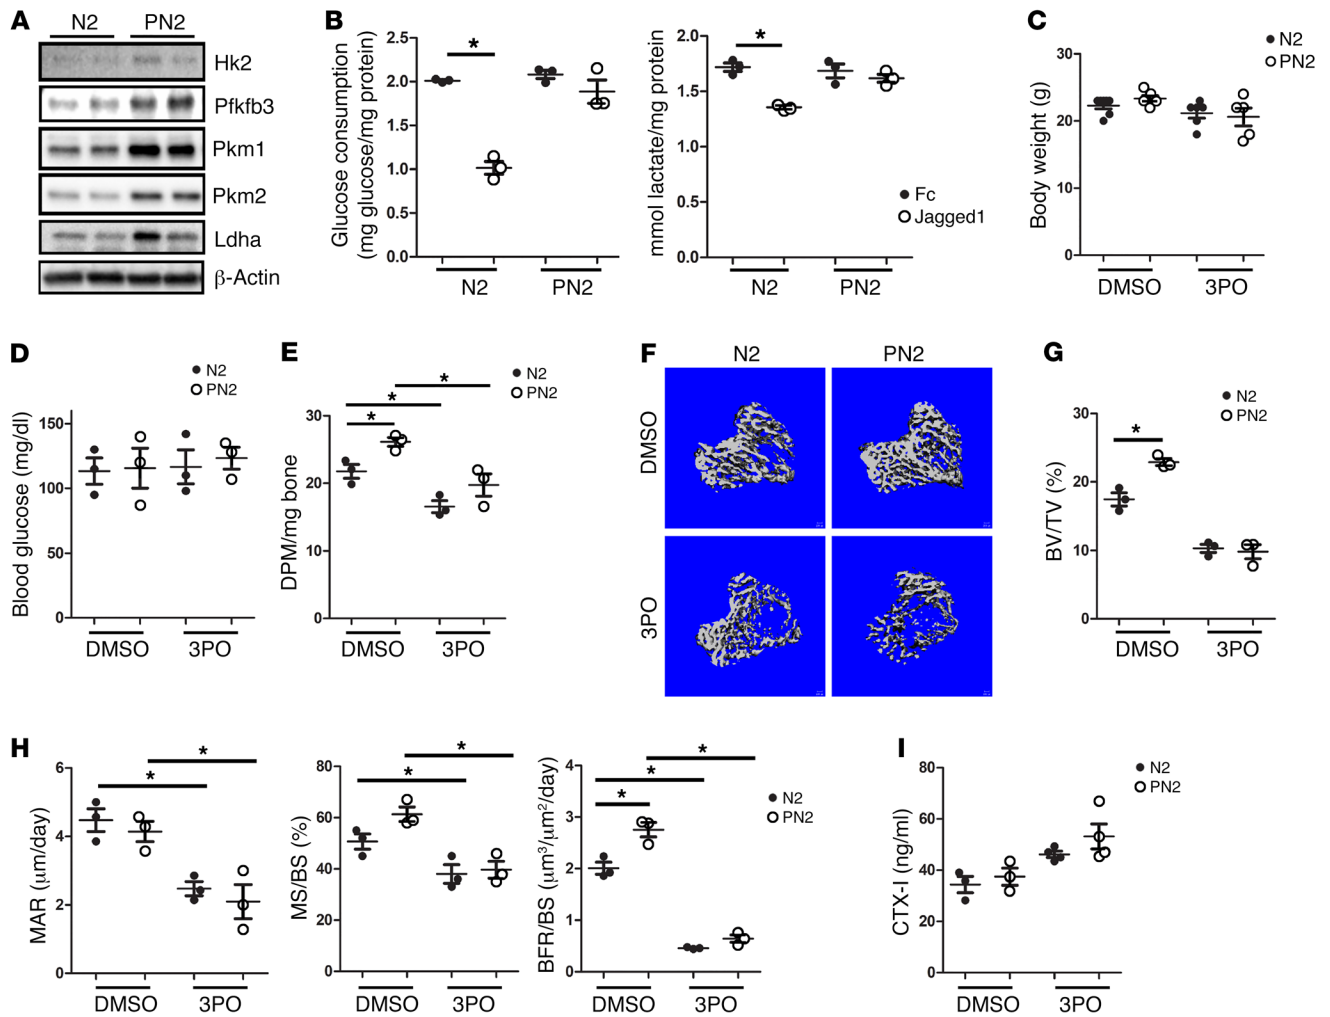 A
N2 PN2
Hk2
Pfkfb3
Pkm1
Pkm2
Ldha
β-Actin
B
Glucose consumption
(mg glucose/mg protein)
2.5
2.0
1.5
1.0
0.5
0.0
*
N2 PN2
mmol lactate/mg protein
2.0
1.5
1.0
0.5
0.0
*
Fc
Jagged1
N2 PN2
C
N2
PN2
Body weight (g)
30
20
10
0
DMSO 3PO
D
N2
PN2
Blood glucose (mg/dl)
150
100
50
0
DMSO 3PO
E
N2
PN2
DPM/mg bone
30
20
10
0
*
*
*
DMSO 3PO
F
N2 PN2
DMSO
3PO
G
N2
PN2
BV/TV (%)
30
20
10
0
*
DMSO 3PO
H
MAR (μm/day)
6
4
2
0
*
*
DMSO 3PO
MS/BS (%)
80
60
40
20
0
*
*
DMSO 3PO
BFR/BS (μm³/μm²/day)
4
3
2
1
0
*
*
*
N2
PN2
DMSO 3PO
I
N2
PN2
CTX-I (ng/ml)
80
60
40
20
0
DMSO 3PO